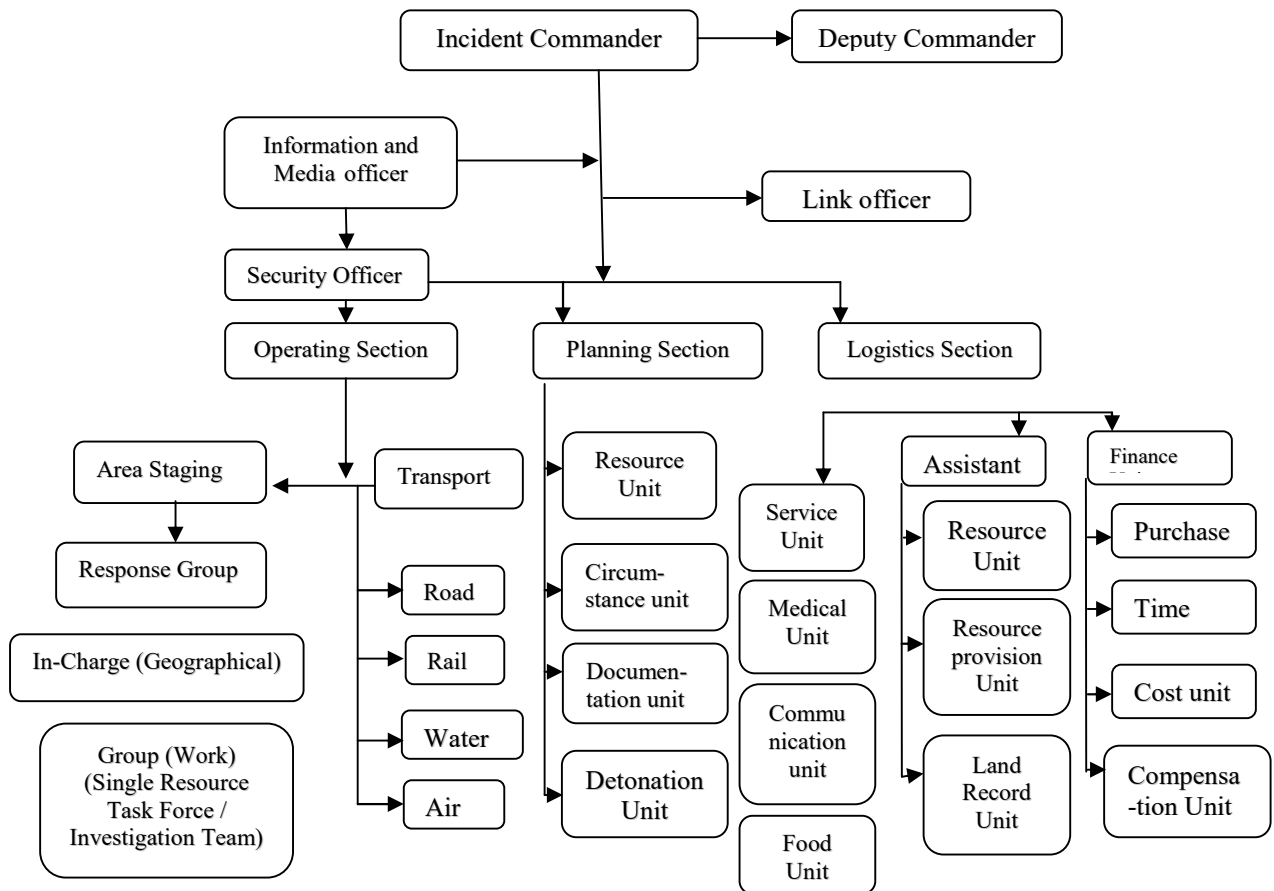 Incident Commander
Deputy Commander
Information and
Media officer
Link officer
Security Officer
Operating Section
Planning Section
Logistics Section
Area Staging
Transport
Resource
Unit
Assistant
Finance
Service
Unit
Resource
Unit
Purchase
Response Group
Circum-
stance unit
Road
Medical
Unit
Resource
provision
Unit
Time
In-Charge (Geographical)
Rail
Documen-
tation unit
Cost unit
Group (Work)
(Single Resource
Task Force /
Investigation Team)
Water
Air
Detonation
Unit
Commu
nication
unit
Land
Record
Unit
Compensa
-tion Unit
Food
Unit